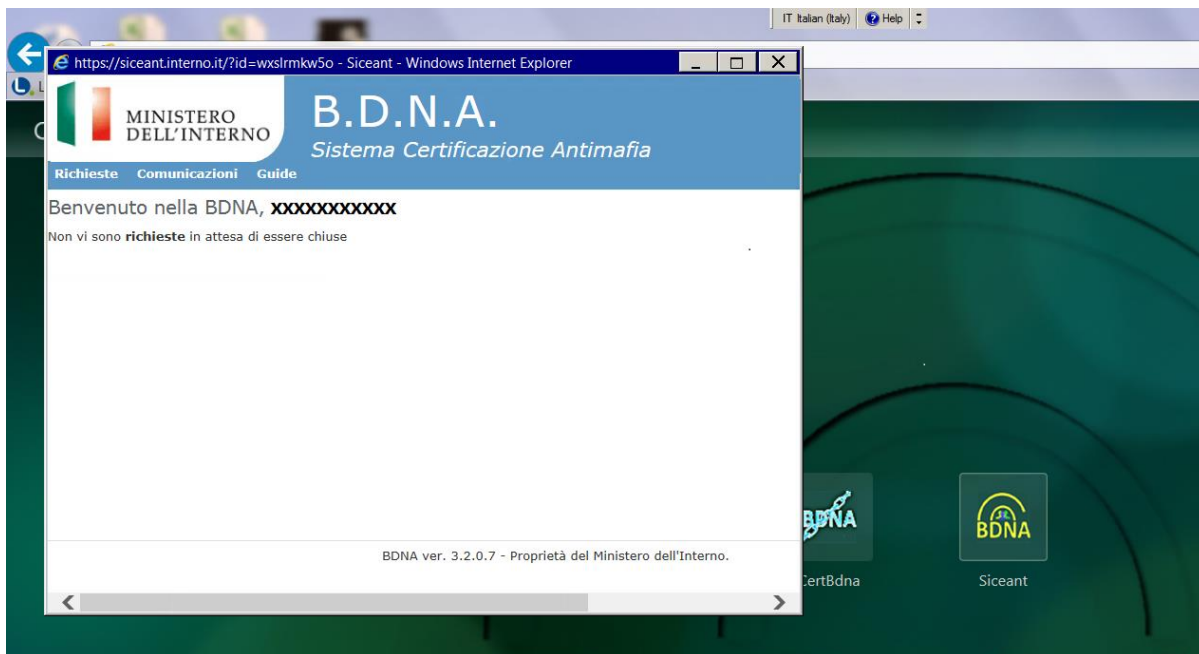 IT Italian (Italy) Help
https://siceant.interno.it/?id=wxslrmkw5o - Siceant - Windows Internet Explorer
MINISTERO
DELL'INTERNO
B.D.N.A.
Sistema Certificazione Antimafia
Richieste Comunicazioni Guide
Benvenuto nella BDNA, xxxxxxxxxxx
Non vi sono richieste in attesa di essere chiuse
BDNA ver. 3.2.0.7 - Proprietà del Ministero dell'Interno.
BDNA
BDNA
CertBdna
Siceant